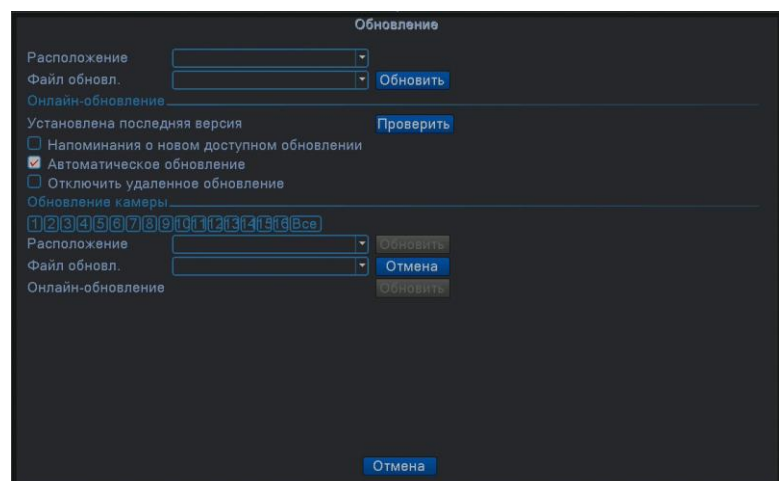 Обновление
Расположение
Файл обновл. Обновить
Онлайн-обновление
Установлена последняя версия Проверить
Напоминания о новом доступном обновлении
Автоматическое обновление
Отключить удаленное обновление
Обновление камеры
1 2 3 4 5 6 7 8 9 10 11 12 13 14 15 16 Все
Расположение Обновить
Файл обновл. Отмена
Онлайн-обновление Обновить
Отмена